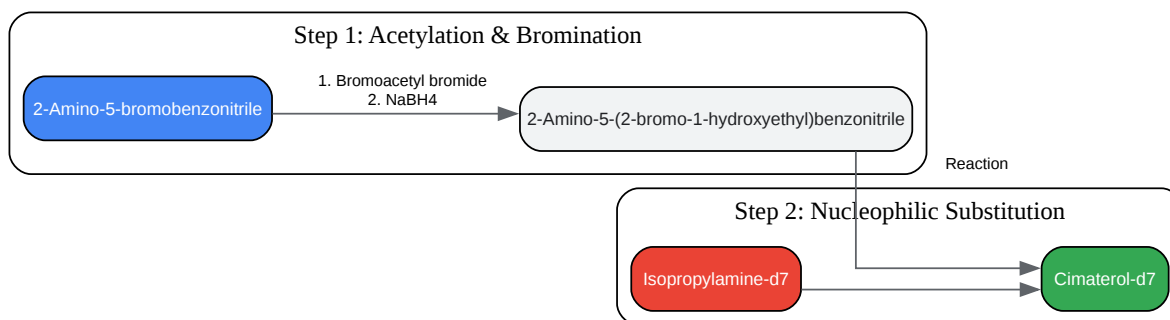 Step 1: Acetylation & Bromination
2-Amino-5-bromobenzonitrile
1. Bromoacetyl bromide
2. NaBH4
2-Amino-5-(2-bromo-1-hydroxyethyl)benzonitrile
Reaction
Step 2: Nucleophilic Substitution
Isopropylamine-d7
Cimaterol-d7